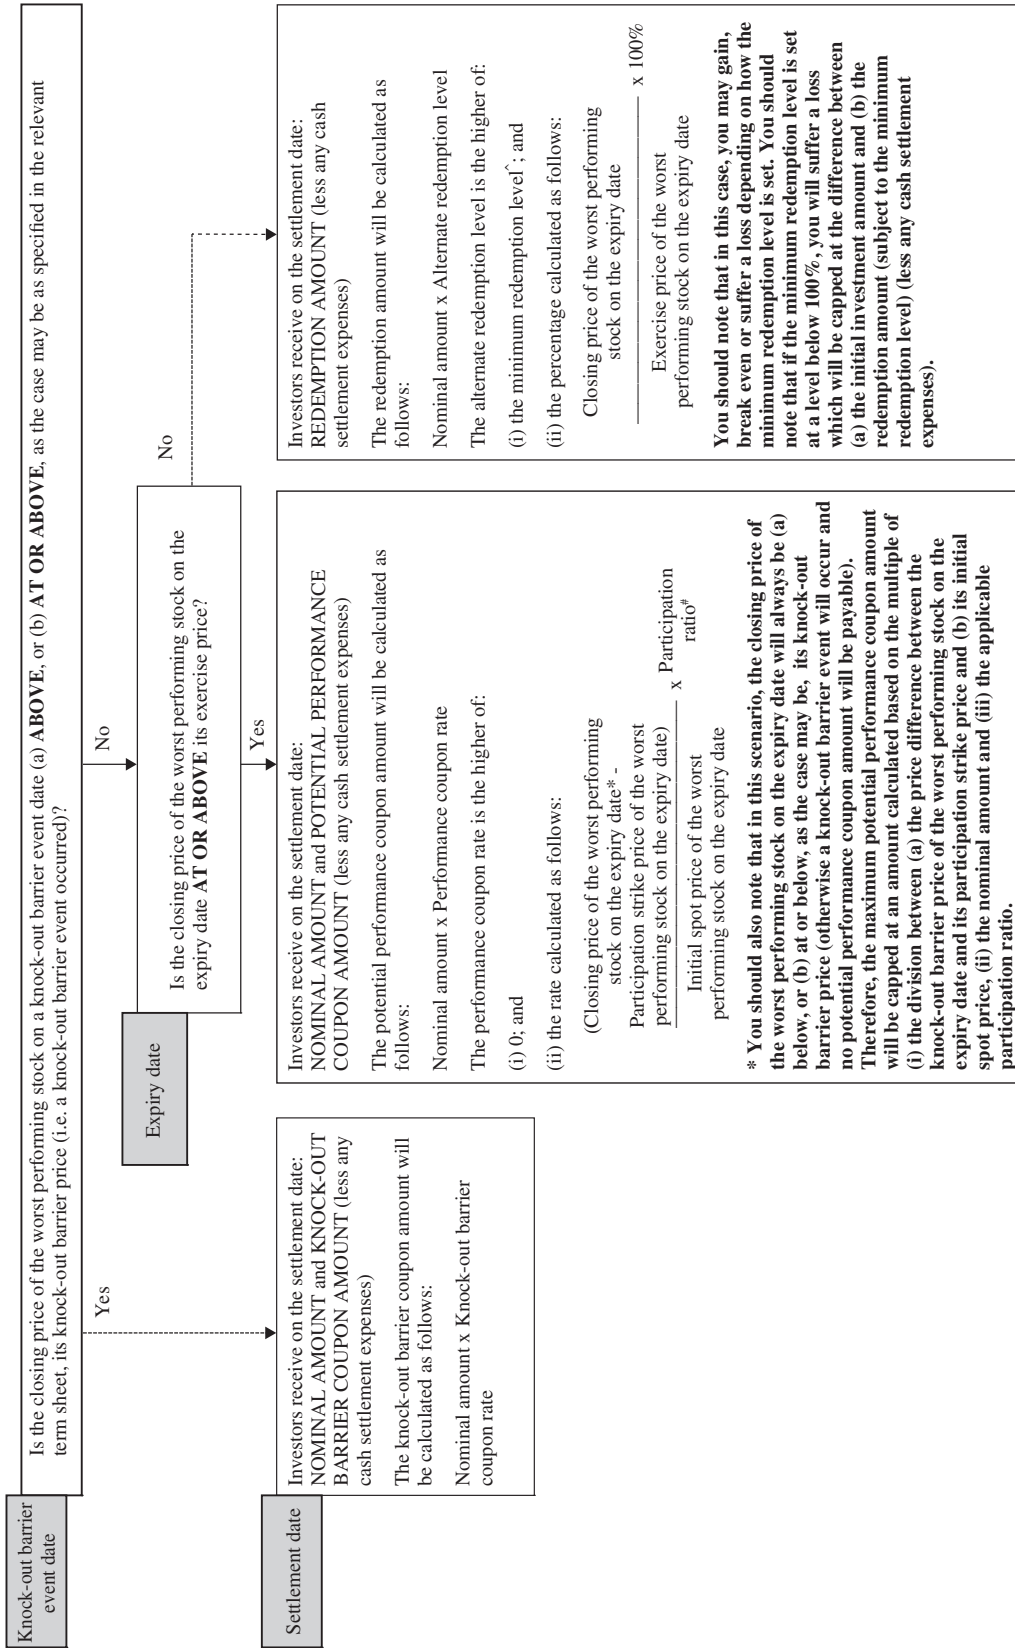 Knock-out barrier
event date
Is the closing price of the worst performing stock on a knock-out barrier event date (a) ABOVE, or (b) AT OR ABOVE, as the case may be as specified in the relevant
term sheet, its knock-out barrier price (i.e. a knock-out barrier event occurred)?
Yes
No
Expiry date
Is the closing price of the worst performing stock on the
expiry date AT OR ABOVE its exercise price?
Yes
No
Settlement date
Investors receive on the settlement date:
NOMINAL AMOUNT and KNOCK-OUT
BARRIER COUPON AMOUNT (less any
cash settlement expenses)
The knock-out barrier coupon amount will
be calculated as follows:
Nominal amount x Knock-out barrier
coupon rate
Investors receive on the settlement date:
NOMINAL AMOUNT and POTENTIAL PERFORMANCE
COUPON AMOUNT (less any cash settlement expenses)
The potential performance coupon amount will be calculated as
follows:
Nominal amount x Performance coupon rate
The performance coupon rate is the higher of:
(i) 0; and
(ii) the rate calculated as follows:
(Closing price of the worst performing
stock on the expiry date* -
Participation strike price of the worst
performing stock on the expiry date)
Initial spot price of the worst
performing stock on the expiry date
x Participation
ratio#
* You should also note that in this scenario, the closing price of
the worst performing stock on the expiry date will always be (a)
below, or (b) at or below, as the case may be, its knock-out
barrier price (otherwise a knock-out barrier event will occur and
no potential performance coupon amount will be payable).
Therefore, the maximum potential performance coupon amount
will be capped at an amount calculated based on the multiple of
(i) the division between (a) the price difference between the
knock-out barrier price of the worst performing stock on the
expiry date and its participation strike price and (b) its initial
spot price, (ii) the nominal amount and (iii) the applicable
participation ratio.
Investors receive on the settlement date:
REDEMPTION AMOUNT (less any cash
settlement expenses)
The redemption amount will be calculated as
follows:
Nominal amount x Alternate redemption level
The alternate redemption level is the higher of:
(i) the minimum redemption level^; and
(ii) the percentage calculated as follows:
Closing price of the worst performing
stock on the expiry date
Exercise price of the worst
performing stock on the expiry date
x 100%
You should note that in this case, you may gain,
break even or suffer a loss depending on how the
minimum redemption level is set. You should
note that if the minimum redemption level is set
at a level below 100%, you will suffer a loss
which will be capped at the difference between
(a) the initial investment amount and (b) the
redemption amount (subject to the minimum
redemption level) (less any cash settlement
expenses).